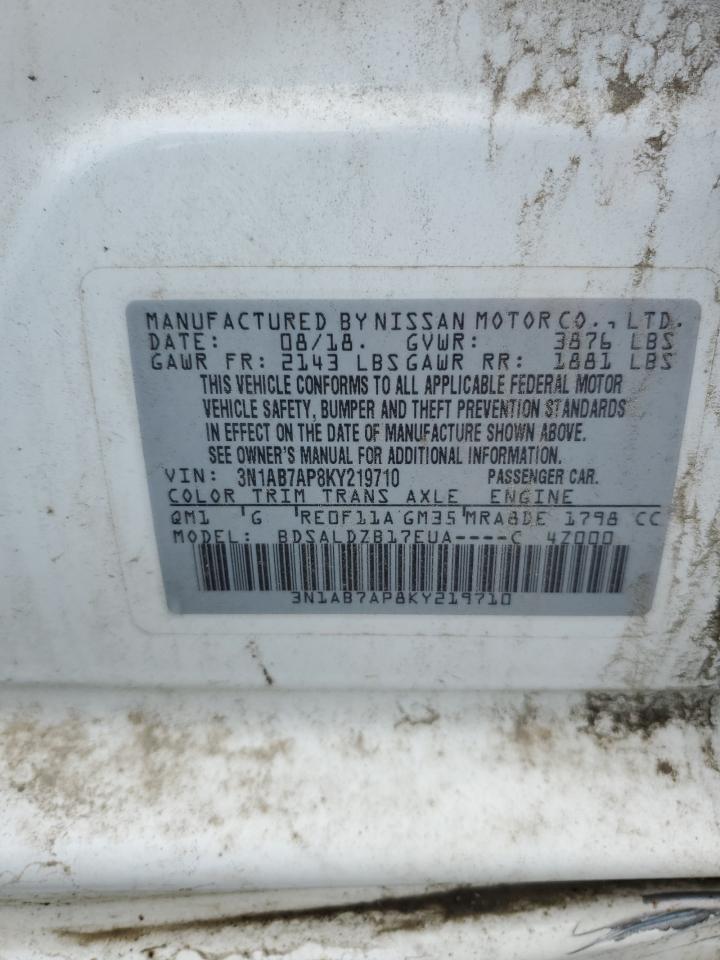 MANUFACTURED BY NISSAN MOTOR CO., LTD.
DATE: 08/18. GVWR: 3876 LBS
GAWR FR: 2143 LBS GAWR RR: 1881 LBS
THIS VEHICLE CONFORMS TO ALL APPLICABLE FEDERAL MOTOR
VEHICLE SAFETY, BUMPER AND THEFT PREVENTION STANDARDS
IN EFFECT ON THE DATE OF MANUFACTURE SHOWN ABOVE.
SEE OWNER'S MANUAL FOR ADDITIONAL INFORMATION.
VIN: 3N1AB7AP8KY219710 PASSENGER CAR.
COLOR TRIM TRANS AXLE ENGINE
QM1 G RE0F11A GM35 MRA8DE 1798 CC
MODEL: BDSALDZB17EUA----C 4Z000
3N1AB7AP8KY219710